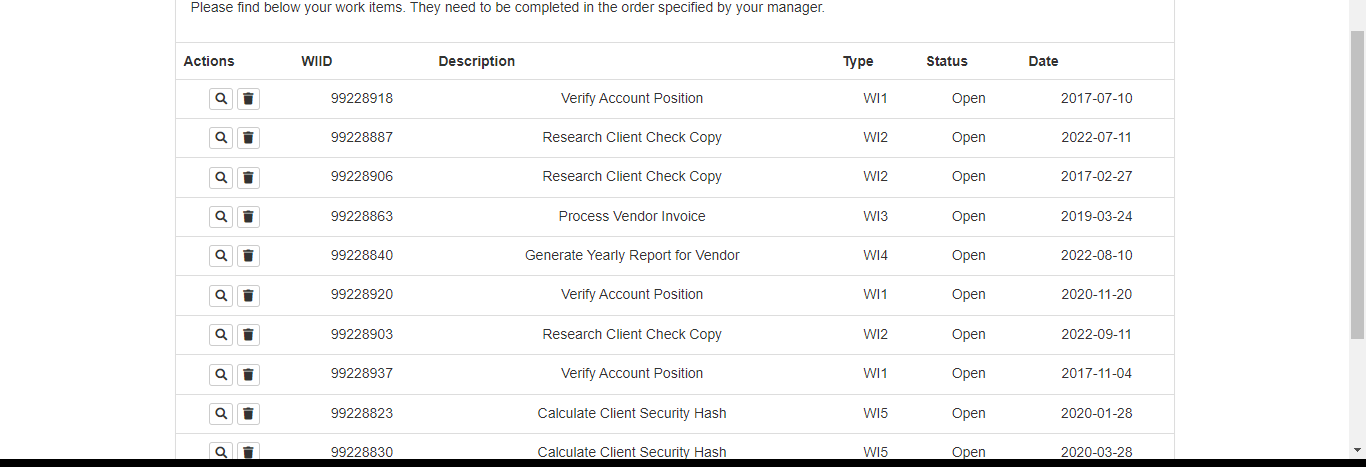 Please find below your work items. They need to be completed in the order specified by your manager.
Actions WIID Description Type Status Date
99228918 Verify Account Position WI1 Open 2017-07-10
99228887 Research Client Check Copy WI2 Open 2022-07-11
99228906 Research Client Check Copy WI2 Open 2017-02-27
99228863 Process Vendor Invoice WI3 Open 2019-03-24
99228840 Generate Yearly Report for Vendor WI4 Open 2022-08-10
99228920 Verify Account Position WI1 Open 2020-11-20
99228903 Research Client Check Copy WI2 Open 2022-09-11
99228937 Verify Account Position WI1 Open 2017-11-04
99228823 Calculate Client Security Hash WI5 Open 2020-01-28
99228830 Calculate Client Security Hash WI5 Open 2020-03-28